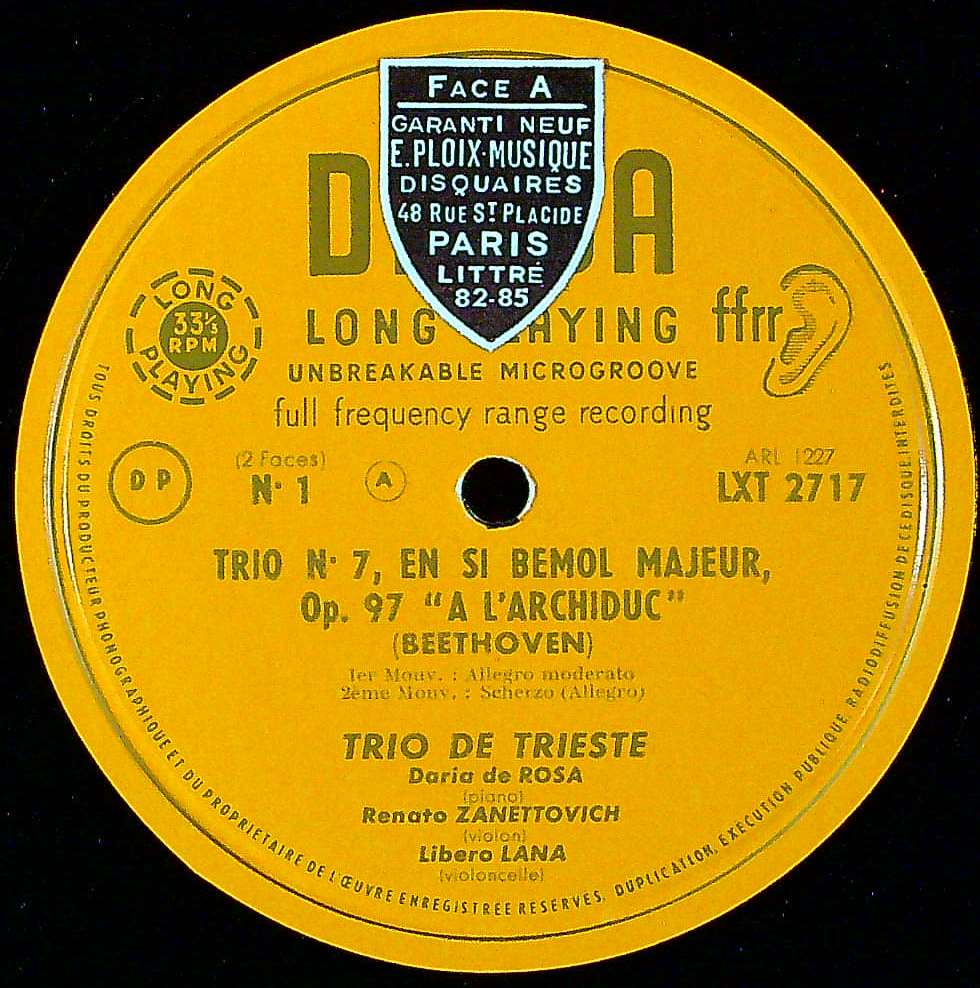 FACE A
GARANTI NEUF
E. PLOIX-MUSIQUE
DISQUAIRES
48 RUE ST PLACIDE
PARIS
LITTRÉ
82-85
D A
LONG AYING
ffrr
LONG
33⅓
RPM
PLAYING
UNBREAKABLE MICROGROOVE
full frequency range recording
D P
(2 Faces)
N· 1
A
ARL 1227
LXT 2717
TRIO N· 7, EN SI BEMOL MAJEUR,
Op. 97 "A L'ARCHIDUC"
(BEETHOVEN)
1er Mouv. : Allegro moderato
2ème Mouv. : Scherzo (Allegro)
TRIO DE TRIESTE
Daria de ROSA
(piano)
Renato ZANETTOVICH
(violon)
Libero LANA
(violoncelle)
TOUS DROITS DU PRODUCTEUR PHONOGRAPHIQUE ET DU PROPRIETAIRE DE L'ŒUVRE ENREGISTREE RESERVES. DUPLICATION, EXECUTION PUBLIQUE, RADIODIFFUSION DE CE DISQUE INTERDITES